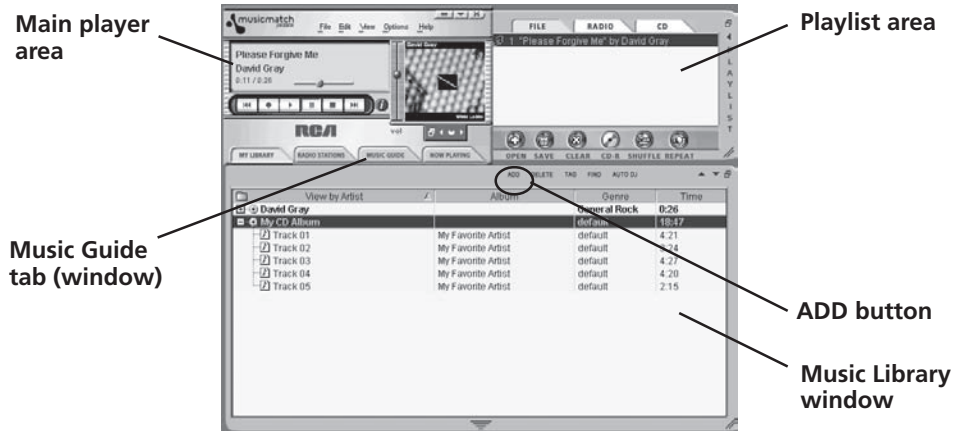 Main player
area
musicmatch
File Edit View Options Help
Please Forgive Me
David Gray
0:11 / 0:26
David Gray
RCA
vol
MY LIBRARY RADIO STATIONS MUSIC GUIDE NOW PLAYING
FILE RADIO CD
1 "Please Forgive Me" by David Gray
PLAYLIST
OPEN SAVE CLEAR CD-R SHUFFLE REPEAT
Playlist area
ADD DELETE TAG FIND AUTO DJ
View by Artist Album Genre Time
David Gray General Rock 0:26
My CD Album default 18:47
Track 01 My Favorite Artist default 4:21
Track 02 My Favorite Artist default 3:24
Track 03 My Favorite Artist default 4:27
Track 04 My Favorite Artist default 4:20
Track 05 My Favorite Artist default 2:15
Music Guide
tab (window)
ADD button
Music Library
window